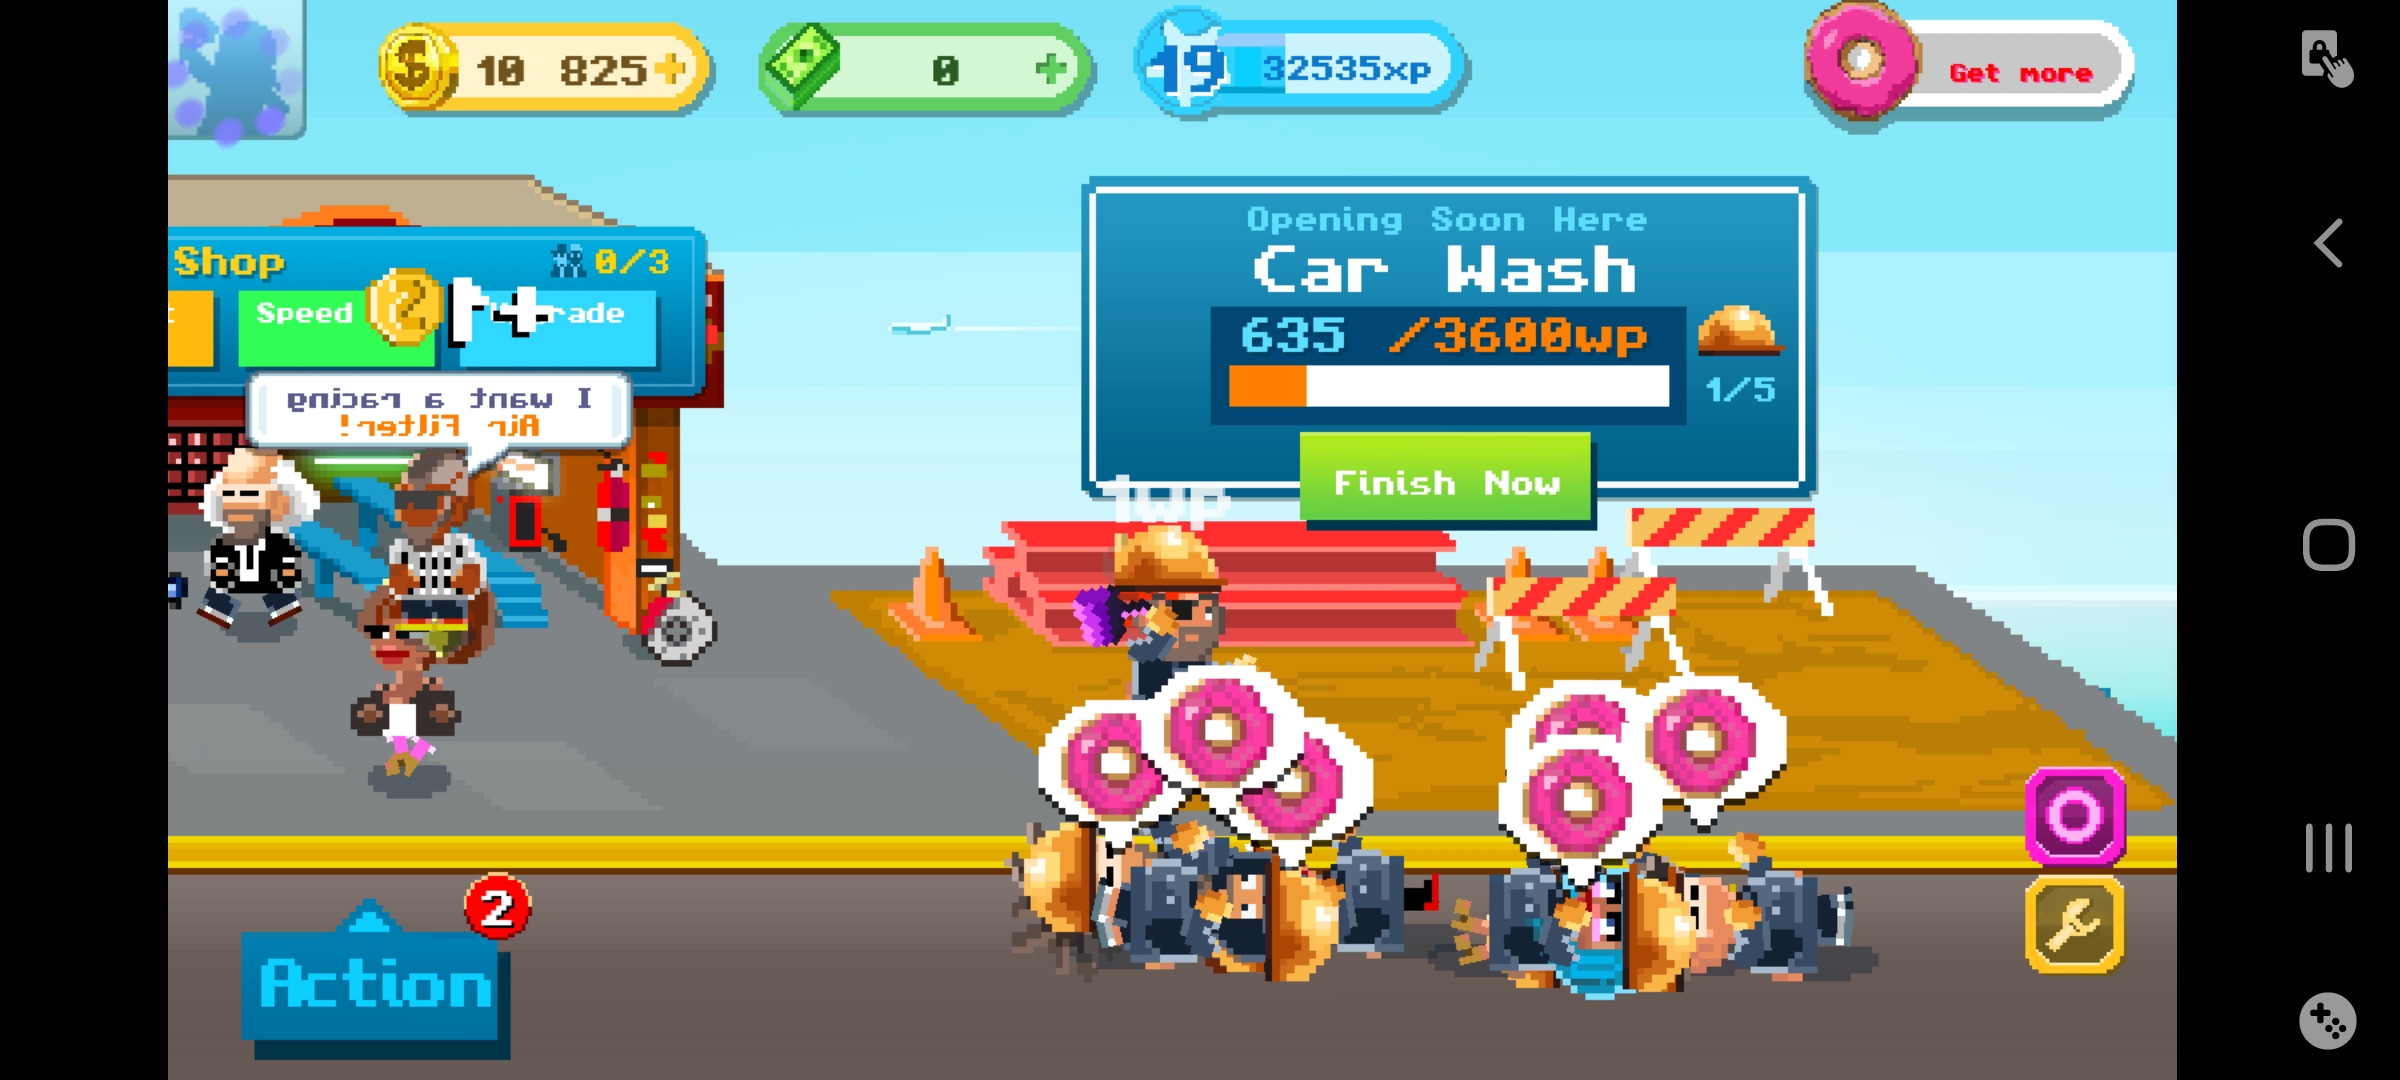 10 825
0
19 32535xp
Get more
Shop 0/3
Speed
Opening Soon Here
Car Wash
635 /3600wp
1/5
Finish Now
I want a racing
Air Filter!
1wp
2
Action